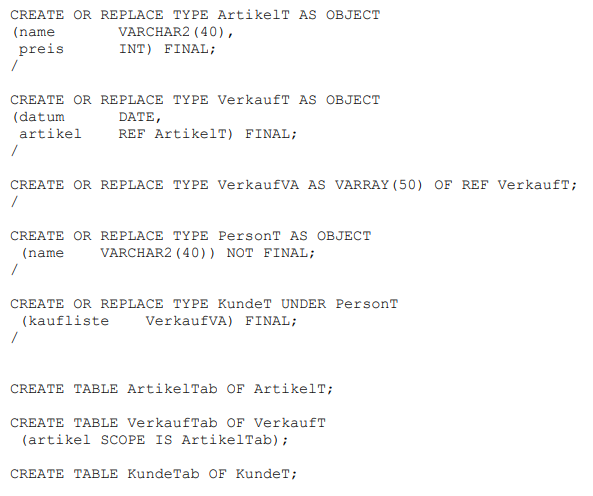 CREATE OR REPLACE TYPE ArtikelT AS OBJECT
(name       VARCHAR2(40),
 preis      INT) FINAL;
/
CREATE OR REPLACE TYPE VerkaufT AS OBJECT
(datum      DATE,
 artikel    REF ArtikelT) FINAL;
/
CREATE OR REPLACE TYPE VerkaufVA AS VARRAY(50) OF REF VerkaufT;
/
CREATE OR REPLACE TYPE PersonT AS OBJECT
 (name    VARCHAR2(40)) NOT FINAL;
/
CREATE OR REPLACE TYPE KundeT UNDER PersonT
 (kaufliste    VerkaufVA) FINAL;
/
CREATE TABLE ArtikelTab OF ArtikelT;
CREATE TABLE VerkaufTab OF VerkaufT
 (artikel SCOPE IS ArtikelTab);
CREATE TABLE KundeTab OF KundeT;